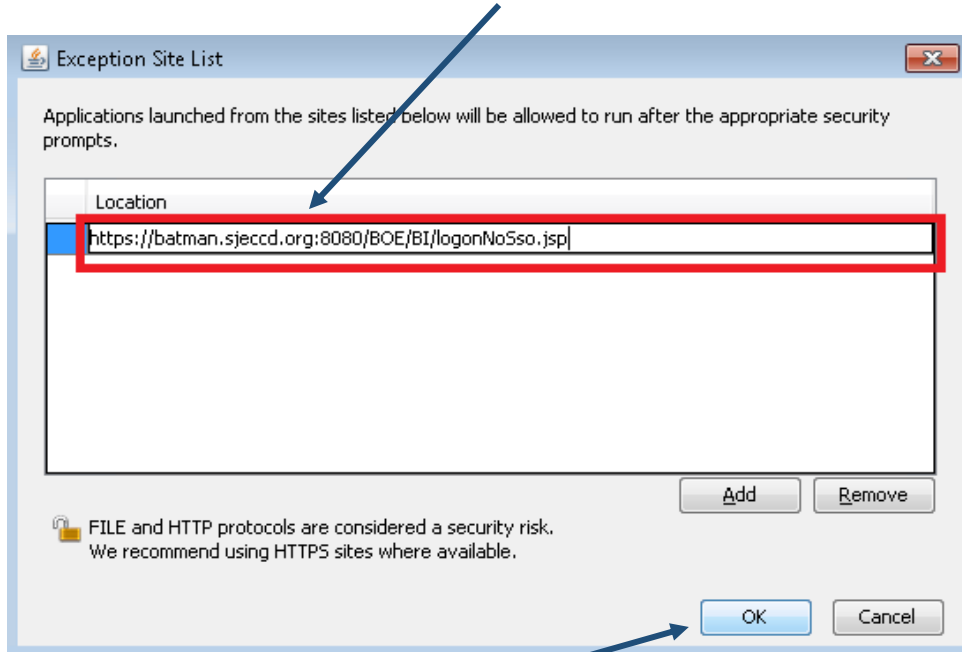 Exception Site List
Applications launched from the sites listed below will be allowed to run after the appropriate security
prompts.
Location
https://batman.sjeccd.org:8080/BOE/BI/logonNoSso.jsp
Add
Remove
FILE and HTTP protocols are considered a security risk.
We recommend using HTTPS sites where available.
OK
Cancel